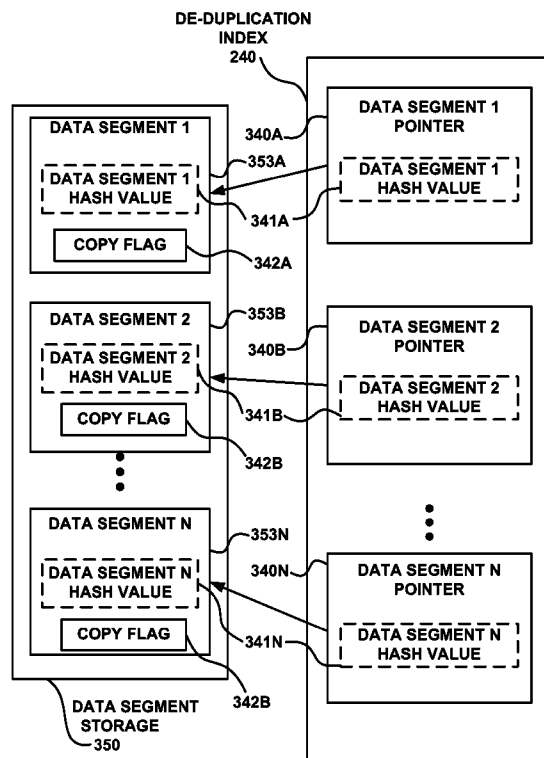 DE-DUPLICATION
INDEX
240
DATA SEGMENT 1
353A
DATA SEGMENT 1
HASH VALUE
341A
COPY FLAG
342A
DATA SEGMENT 2
353B
DATA SEGMENT 2
HASH VALUE
341B
COPY FLAG
342B
DATA SEGMENT N
353N
DATA SEGMENT N
HASH VALUE
341N
COPY FLAG
342B
DATA SEGMENT
STORAGE
350
340A
DATA SEGMENT 1
POINTER
DATA SEGMENT 1
HASH VALUE
340B
DATA SEGMENT 2
POINTER
DATA SEGMENT 2
HASH VALUE
340N
DATA SEGMENT N
POINTER
DATA SEGMENT N
HASH VALUE